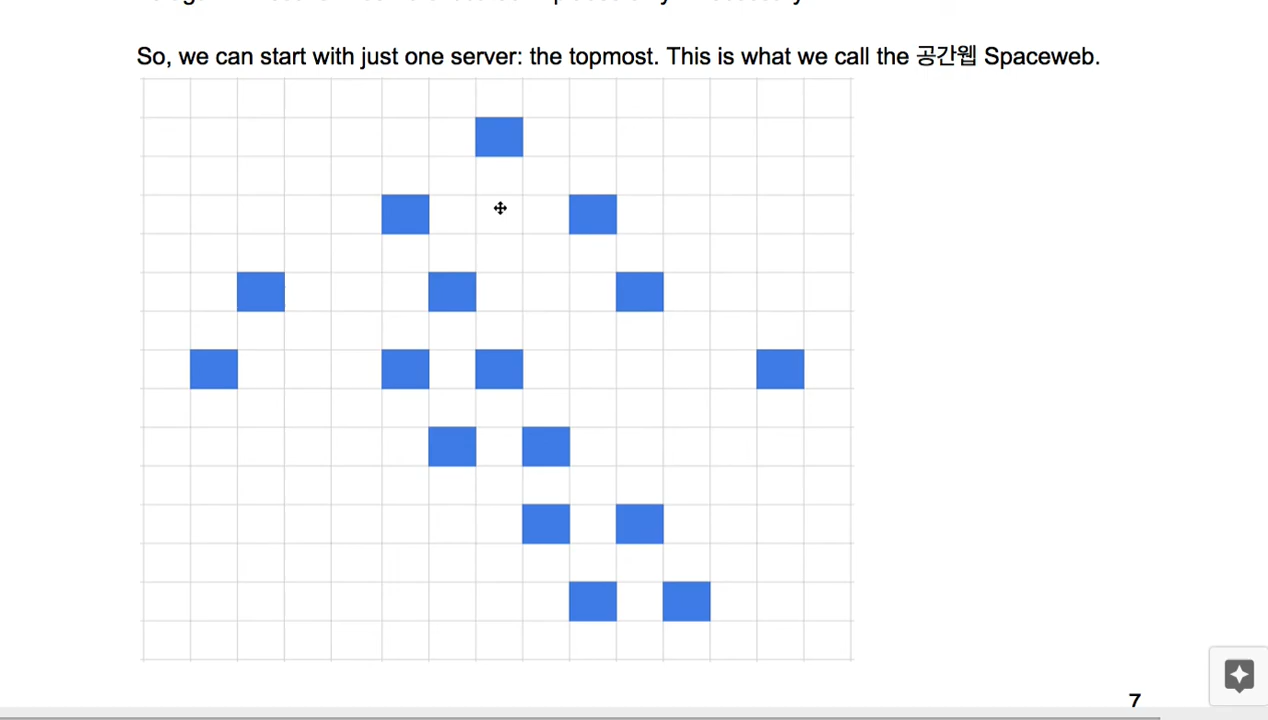 So, we can start with just one server: the topmost. This is what we call the 공간웹 Spaceweb.
7